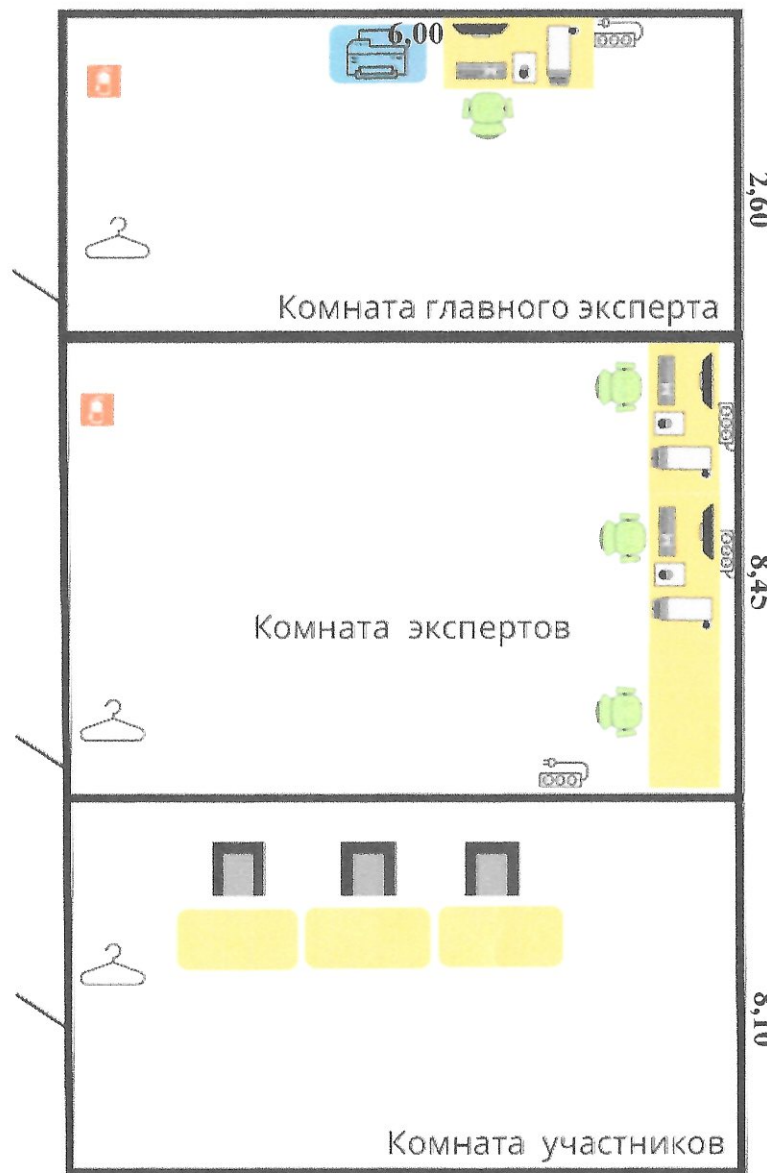 6,00
2,60
Комната главного эксперта
8,45
Комната экспертов
8,10
Комната участников